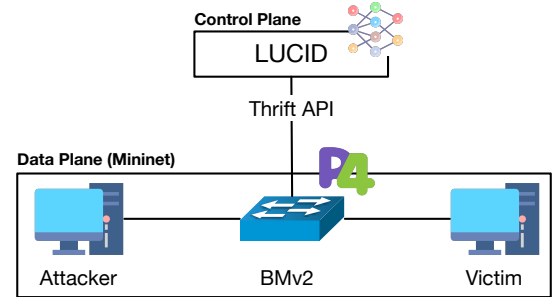 Control Plane
LUCID
Thrift API
Data Plane (Mininet)
P4
Attacker
BMv2
Victim